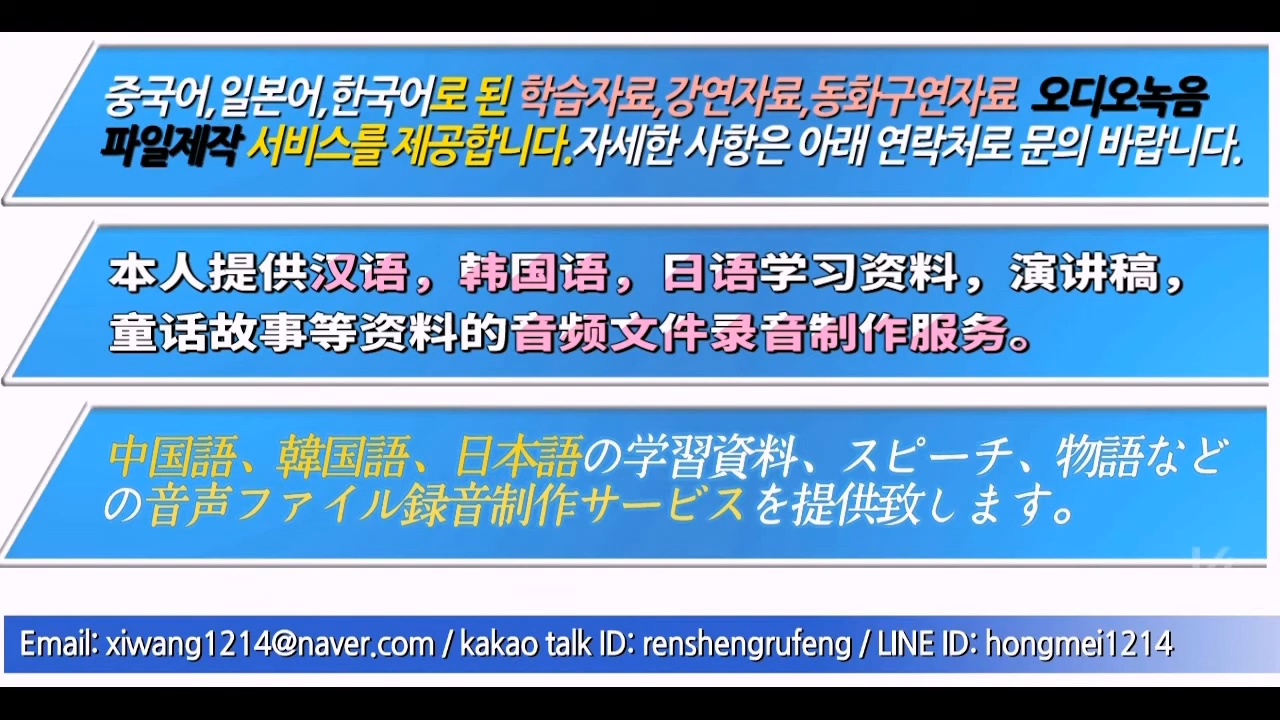 중국어,일본어,한국어로 된 학습자료,강연자료,동화구연자료 오디오녹음
파일제작 서비스를 제공합니다.자세한 사항은 아래 연락처로 문의 바랍니다.
本人提供汉语，韩国语，日语学习资料，演讲稿，
童话故事等资料的音频文件录音制作服务。
中国語、韓国語、日本語の学習資料、スピーチ、物語など
の音声ファイル録音制作サービスを提供致します。
Email: xiwang1214@naver.com / kakao talk ID: renshengrufeng / LINE ID: hongmei1214